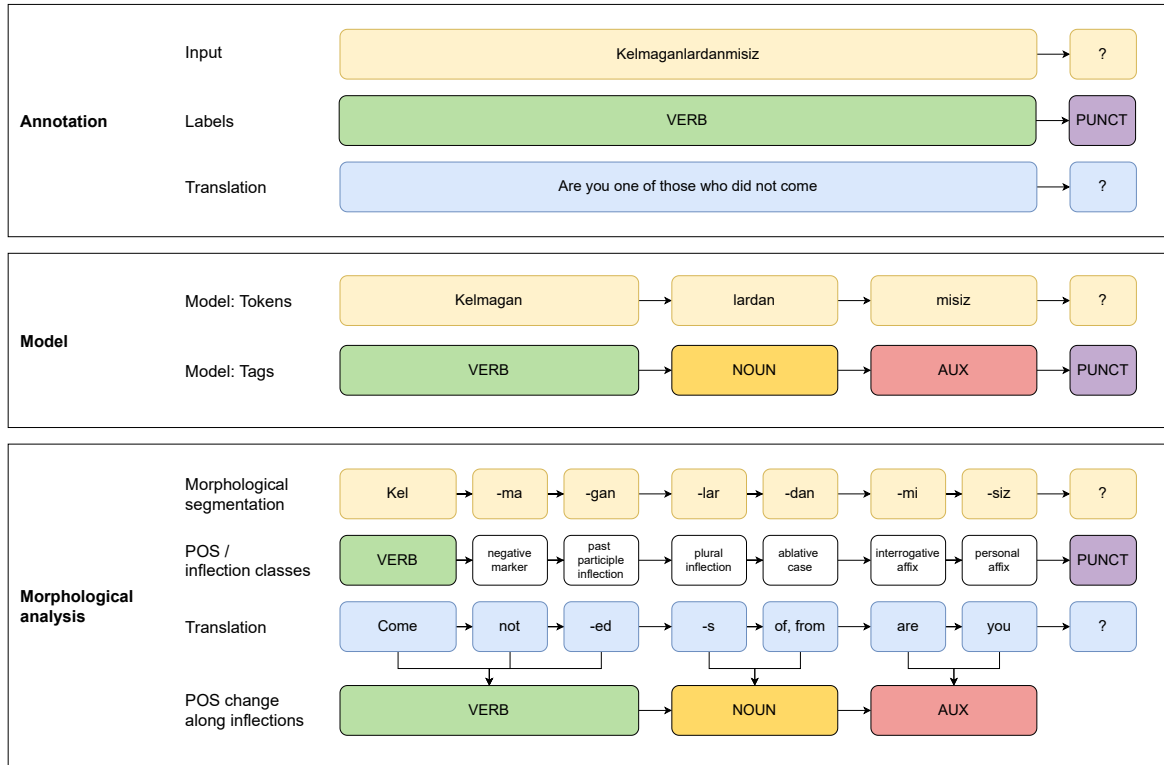 Input
Kelmaganlardanmisiz
?
Annotation
Labels
VERB
PUNCT
Translation
Are you one of those who did not come
?
Model: Tokens
Kelmagan
lardan
misiz
?
Model
Model: Tags
VERB
NOUN
AUX
PUNCT
Morphological
segmentation
Kel
-ma
-gan
-lar
-dan
-mi
-siz
?
POS /
inflection classes
VERB
negative
marker
past
participle
inflection
plural
inflection
ablative
case
interrogative
affix
personal
affix
PUNCT
Morphological
analysis
Translation
Come
not
-ed
-s
of, from
are
you
?
POS change
along inflections
VERB
NOUN
AUX